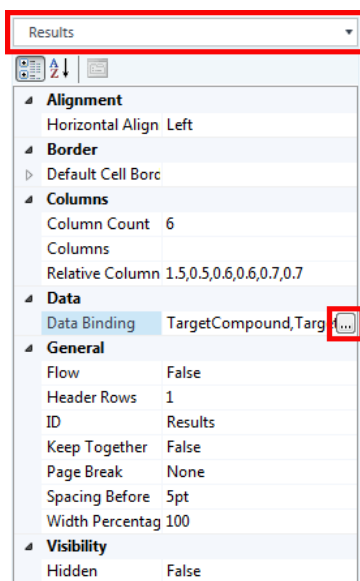 Results
Alignment
Horizontal Align Left
Border
Default Cell Borc
Columns
Column Count 6
Columns
Relative Column 1.5,0.5,0.6,0.6,0.7,0.7
Data
Data Binding TargetCompound,Target ...
General
Flow False
Header Rows 1
ID Results
Keep Together False
Page Break None
Spacing Before 5pt
Width Percentag 100
Visibility
Hidden False